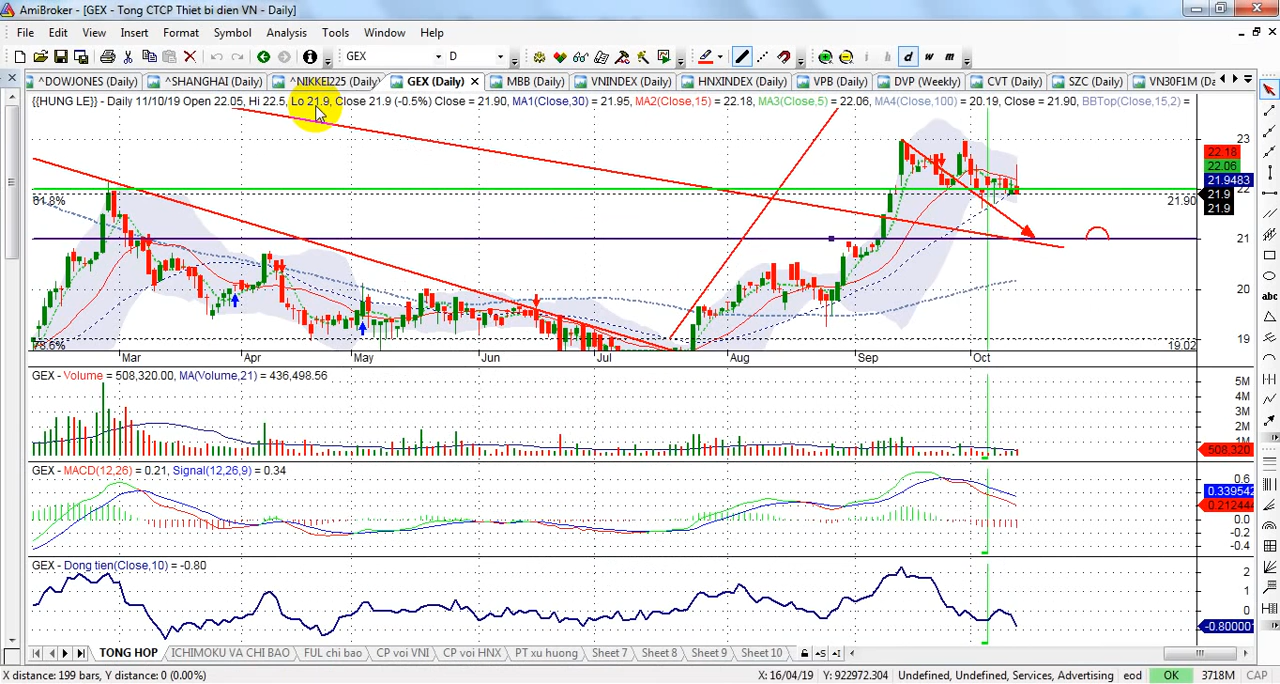 AmiBroker - [GEX - Tong CTCP Thiet bi dien VN - Daily]
File Edit View Insert Format Symbol Analysis Tools Window Help
GEX D d w m
^DOWJONES (Daily) ^SHANGHAI (Daily) ^NIKKEI225 (Daily) GEX (Daily) MBB (Daily) VNINDEX (Daily) HNXINDEX (Daily) VPB (Daily) DVP (Weekly) CVT (Daily) SZC (Daily) VN30F1M (Da
{{HUNG LE}} - Daily 11/10/19 Open 22.05, Hi 22.5, Lo 21.9, Close 21.9 (-0.5%) Close = 21.90, MA1(Close,30) = 21.95, MA2(Close,15) = 22.18, MA3(Close,5) = 22.06, MA4(Close,100) = 20.19, Close = 21.90, BBTop(Close,15,2) =
23
22.18
22.06
21.9483
22
21.9
21.9
61.8%
21.90
21
20
abc
78.6%
19.02
19
Mar Apr May Jun Jul Aug Sep Oct
GEX - Volume = 508,320.00, MA(Volume,21) = 436,498.56
5M
4M
3M
2M
1M
508,320
GEX - MACD(12,26) = 0.21, Signal(12,26,9) = 0.34
0.6
0.339542
0.212444
0.0
-0.2
-0.4
GEX - Dong tien(Close,10) = -0.80
2
1
0
-0.80000
TONG HOP ICHIMOKU VA CHI BAO FUL chi bao CP voi VNI CP voi HNX PT xu huong Sheet 7 Sheet 8 Sheet 9 Sheet 10
X distance: 199 bars, Y distance: 0 (0.00%) X: 16/04/19 Y: 922972.304 Undefined, Undefined, Services, Advertising eod OK 3718M CAP